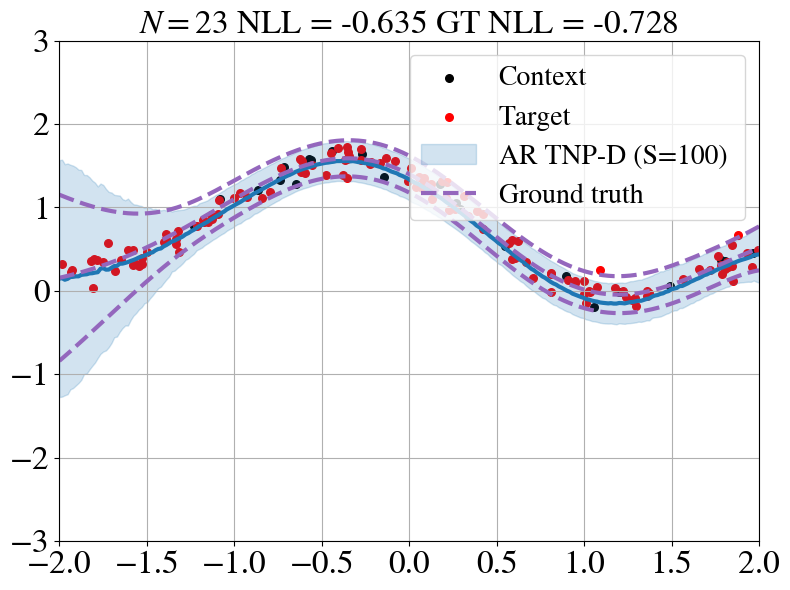 N = 23 NLL = -0.635 GT NLL = -0.728
3
2
1
0
−1
−2
−3
Context
Target
AR TNP-D (S=100)
Ground truth
−2.0 −1.5 −1.0 −0.5 0.0 0.5 1.0 1.5 2.0